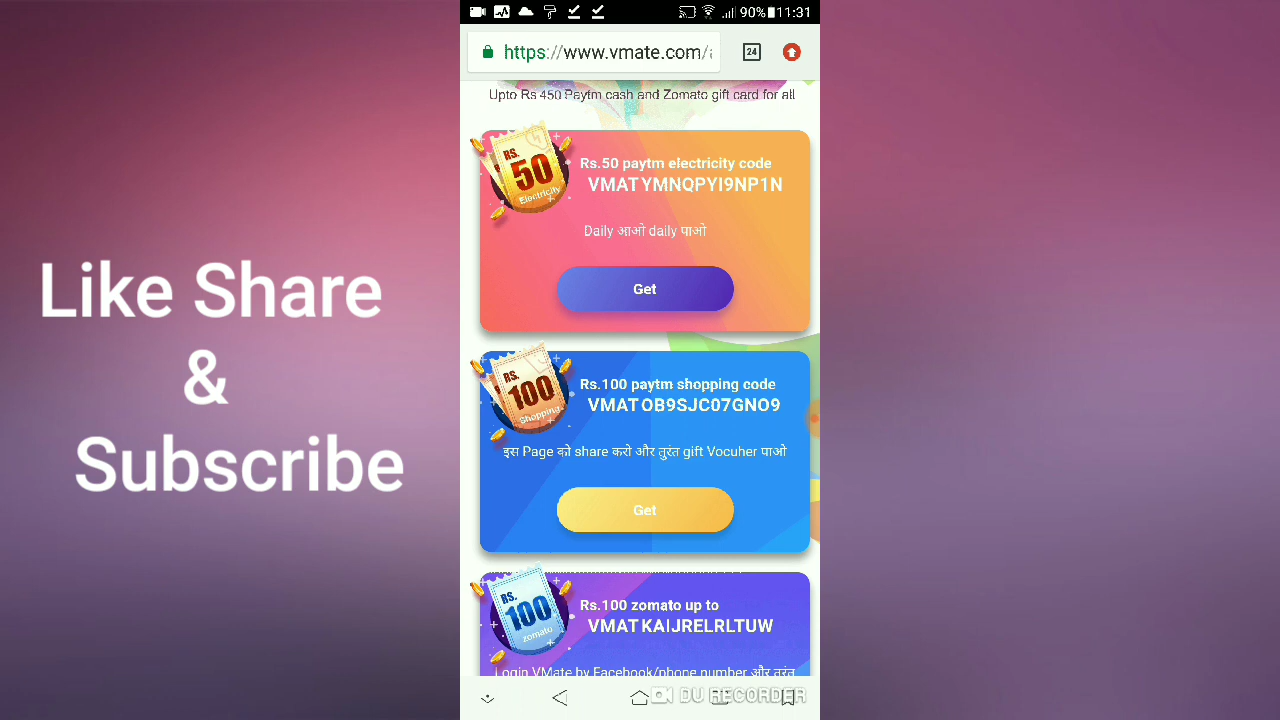 90% 11:31
https://www.vmate.com/
24
Upto Rs 450 Paytm cash and Zomato gift card for all
RS.
50
Electricity
Rs.50 paytm electricity code
VMATYMNQPYI9NP1N
Daily आओ daily पाओ
Get
RS.
100
Shopping
Rs.100 paytm shopping code
VMATOB9SJC07GNO9
इस Page को share करो और तुरंत gift Vocuher पाओ
Get
RS.
100
zomato
Rs.100 zomato up to
VMATKAIJRELRLTUW
Login VMate by Facebook/phone number और तुरंत
DU RECORDER
Like Share
&
Subscribe